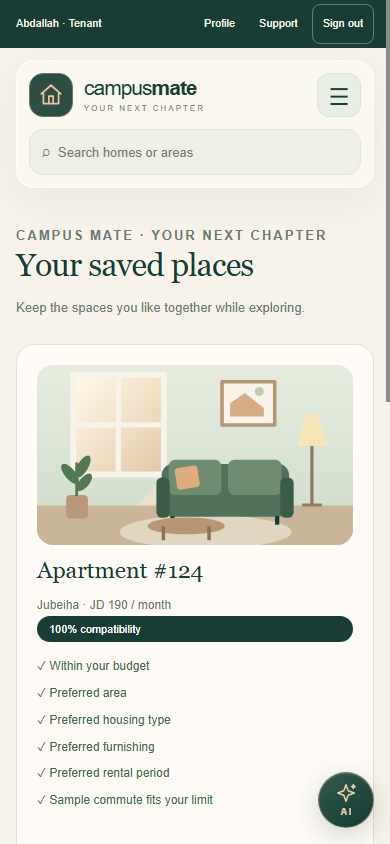 Abdallah · Tenant Profile Support Sign out
campusmate
YOUR NEXT CHAPTER
Search homes or areas
CAMPUS MATE · YOUR NEXT CHAPTER
Your saved places
Keep the spaces you like together while exploring.
Apartment #124
Jubeiha · JD 190 / month
100% compatibility
✓ Within your budget
✓ Preferred area
✓ Preferred housing type
✓ Preferred furnishing
✓ Preferred rental period
✓ Sample commute fits your limit
AI